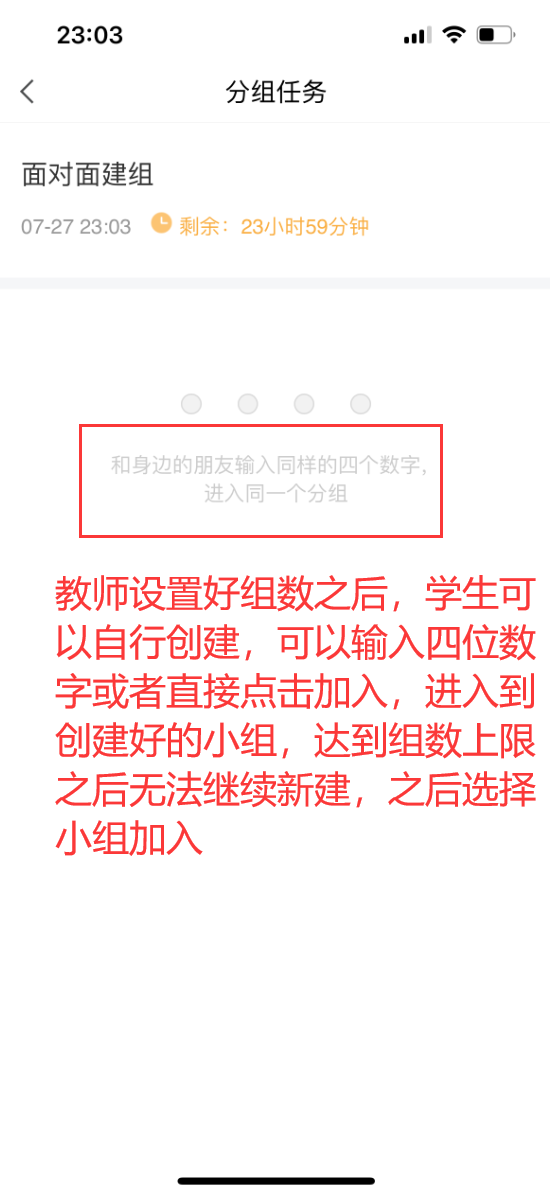 23:03
分组任务
面对面建组
07-27 23:03 剩余：23小时59分钟
和身边的朋友输入同样的四个数字，
进入同一个分组
教师设置好组数之后，学生可
以自行创建，可以输入四位数
字或者直接点击加入，进入到
创建好的小组，达到组数上限
之后无法继续新建，之后选择
小组加入